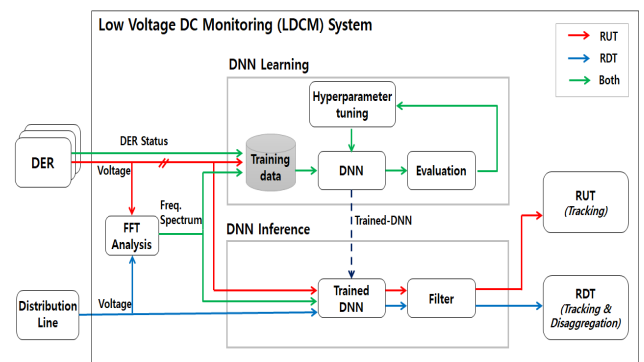 Low Voltage DC Monitoring (LDCM) System
RUT
RDT
Both
DNN Learning
Hyperparameter
tuning
DER Status
DER
Voltage
Training
data
DNN
Evaluation
Freq.
Spectrum
FFT
Analysis
Trained-DNN
RUT
(Tracking)
DNN Inference
Distribution
Line
Voltage
Trained
DNN
Filter
RDT
(Tracking &
Disaggregation)